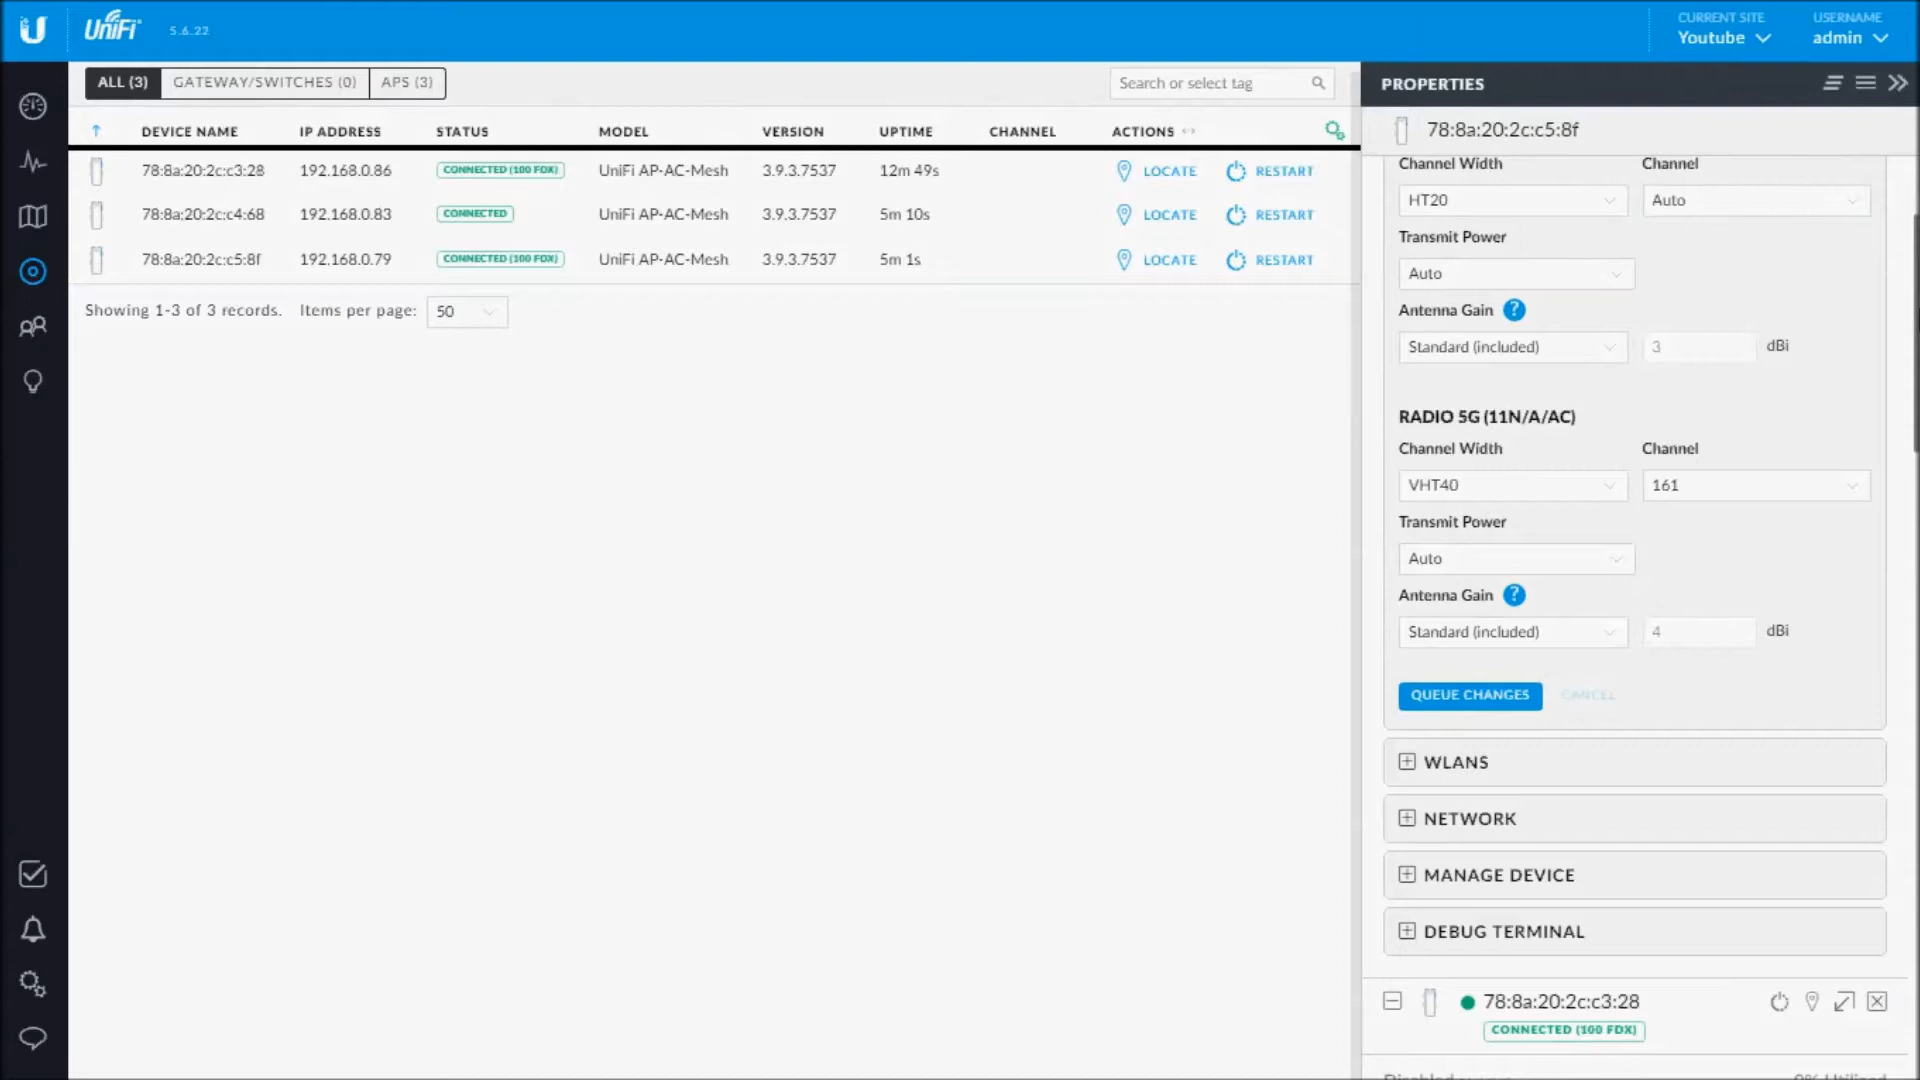 UniFi 5.6.22
CURRENT SITE
Youtube
USERNAME
admin
ALL (3) GATEWAY/SWITCHES (0) APS (3)
Search or select tag
DEVICE NAME IP ADDRESS STATUS MODEL VERSION UPTIME CHANNEL ACTIONS
78:8a:20:2c:c3:28 192.168.0.86 CONNECTED (100 FDX) UniFi AP-AC-Mesh 3.9.3.7537 12m 49s LOCATE RESTART
78:8a:20:2c:c4:68 192.168.0.83 CONNECTED UniFi AP-AC-Mesh 3.9.3.7537 5m 10s LOCATE RESTART
78:8a:20:2c:c5:8f 192.168.0.79 CONNECTED (100 FDX) UniFi AP-AC-Mesh 3.9.3.7537 5m 1s LOCATE RESTART
Showing 1-3 of 3 records. Items per page: 50
PROPERTIES
78:8a:20:2c:c5:8f
Channel Width Channel
HT20 Auto
Transmit Power
Auto
Antenna Gain ?
Standard (included) 3 dBi
RADIO 5G (11N/A/AC)
Channel Width Channel
VHT40 161
Transmit Power
Auto
Antenna Gain ?
Standard (included) 4 dBi
QUEUE CHANGES CANCEL
WLANS
NETWORK
MANAGE DEVICE
DEBUG TERMINAL
78:8a:20:2c:c3:28
CONNECTED (100 FDX)